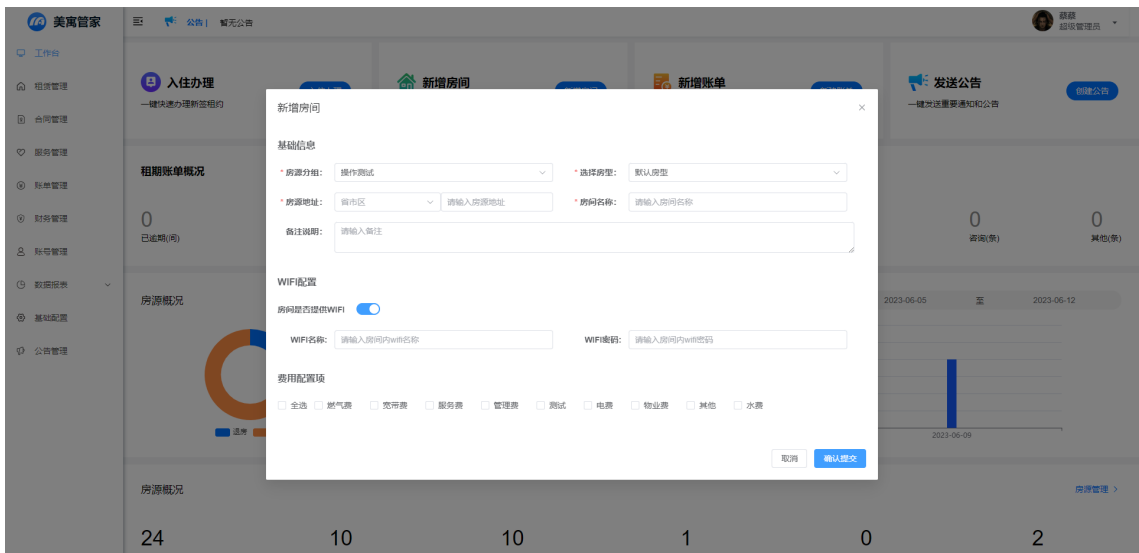 美寓管家
公告 |
暂无公告
蔡蔡
超级管理员
工作台
租赁管理
合同管理
服务管理
账单管理
财务管理
账号管理
数据报表
基础配置
公告管理
入住办理
一键快速办理新签租约
新增房间
新增账单
发送公告
一键发送重要通知和公告
创建公告
租期账单概况
0
已逾期(间)
0
咨询(条)
0
其他(条)
房源概况
2023-06-05 至 2023-06-12
退房
2023-06-09
新增房间
基础信息
* 房源分组: 操作测试
* 选择房型: 默认房型
* 房源地址: 省市区 请输入房源地址
* 房间名称: 请输入房间名称
备注说明: 请输入备注
WIFI配置
房间是否提供WIFI
WIFI名称: 请输入房间内wifi名称
WIFI密码: 请输入房间内wifi密码
费用配置项
全选 燃气费 宽带费 服务费 管理费 测试 电费 物业费 其他 水费
取消 确认提交
房源概况
房源管理 >
24 10 10 1 0 2